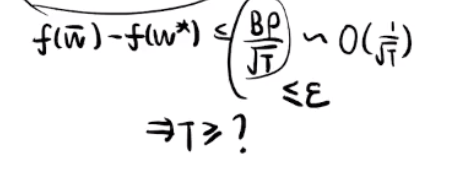 f(w̄) - f(w*) ≤ (Bρ/√T) ~ O(1/√T)
≤ ε
⇒ T ≥ ?